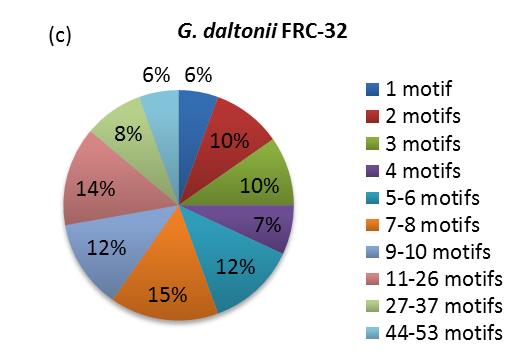 (c)
G. daltonii FRC-32
6%
6%
10%
10%
7%
12%
15%
12%
14%
8%
1 motif
2 motifs
3 motifs
4 motifs
5-6 motifs
7-8 motifs
9-10 motifs
11-26 motifs
27-37 motifs
44-53 motifs